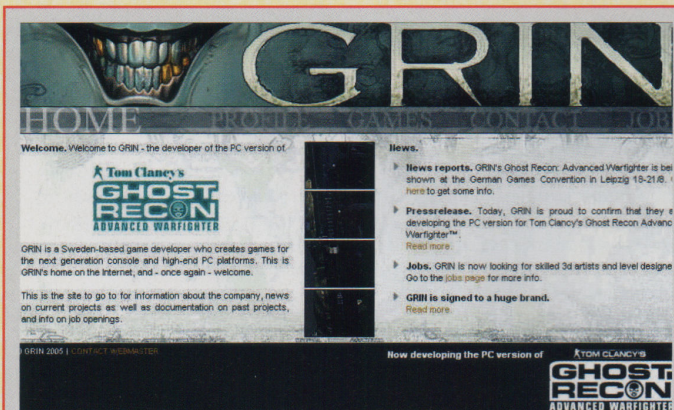 GRIN
HOME PROFILE GAMES CONTACT JOB
Welcome. Welcome to GRIN - the developer of the PC version of
Tom Clancy's
GHOST
RECON
ADVANCED WARFIGHTER
GRIN is a Sweden-based game developer who creates games for
the next generation console and high-end PC platforms. This is
GRIN's home on the Internet, and - once again - welcome.
This is the site to go to for information about the company, news
on current projects as well as documentation on past projects,
and info on job openings.
News.
News reports. GRIN's Ghost Recon: Advanced Warfighter is bei
shown at the German Games Convention in Leipzig 18-21/8.
here to get some info.
Pressrelease. Today, GRIN is proud to confirm that they a
developing the PC version for Tom Clancy's Ghost Recon Advanc
Warfighter™.
Read more.
Jobs. GRIN is now looking for skilled 3d artists and level designe
Go to the jobs page for more info.
GRIN is signed to a huge brand.
Read more.
GRIN 2005 | CONTACT WEBMASTER
Now developing the PC version of
TOM CLANCY'S
GHOST
RECON
ADVANCED WARFIGHTER